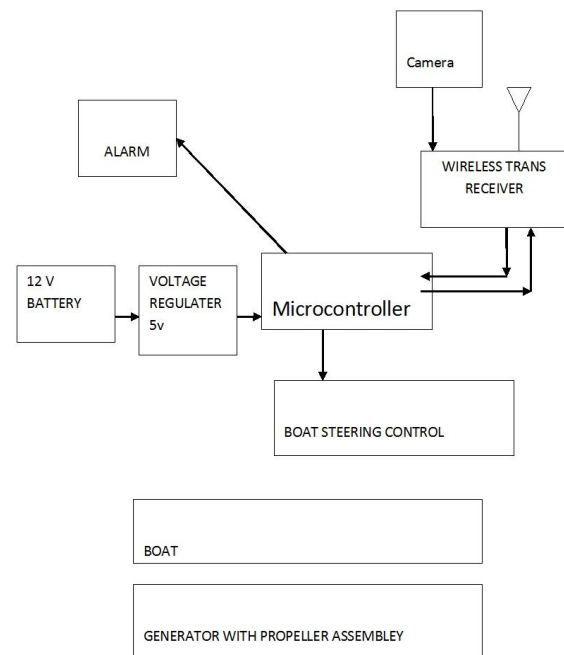 Camera
ALARM
WIRELESS TRANS
RECEIVER
12 V
BATTERY
VOLTAGE
REGULATER
5v
Microcontroller
BOAT STEERING CONTROL
BOAT
GENERATOR WITH PROPELLER ASSEMBLEY